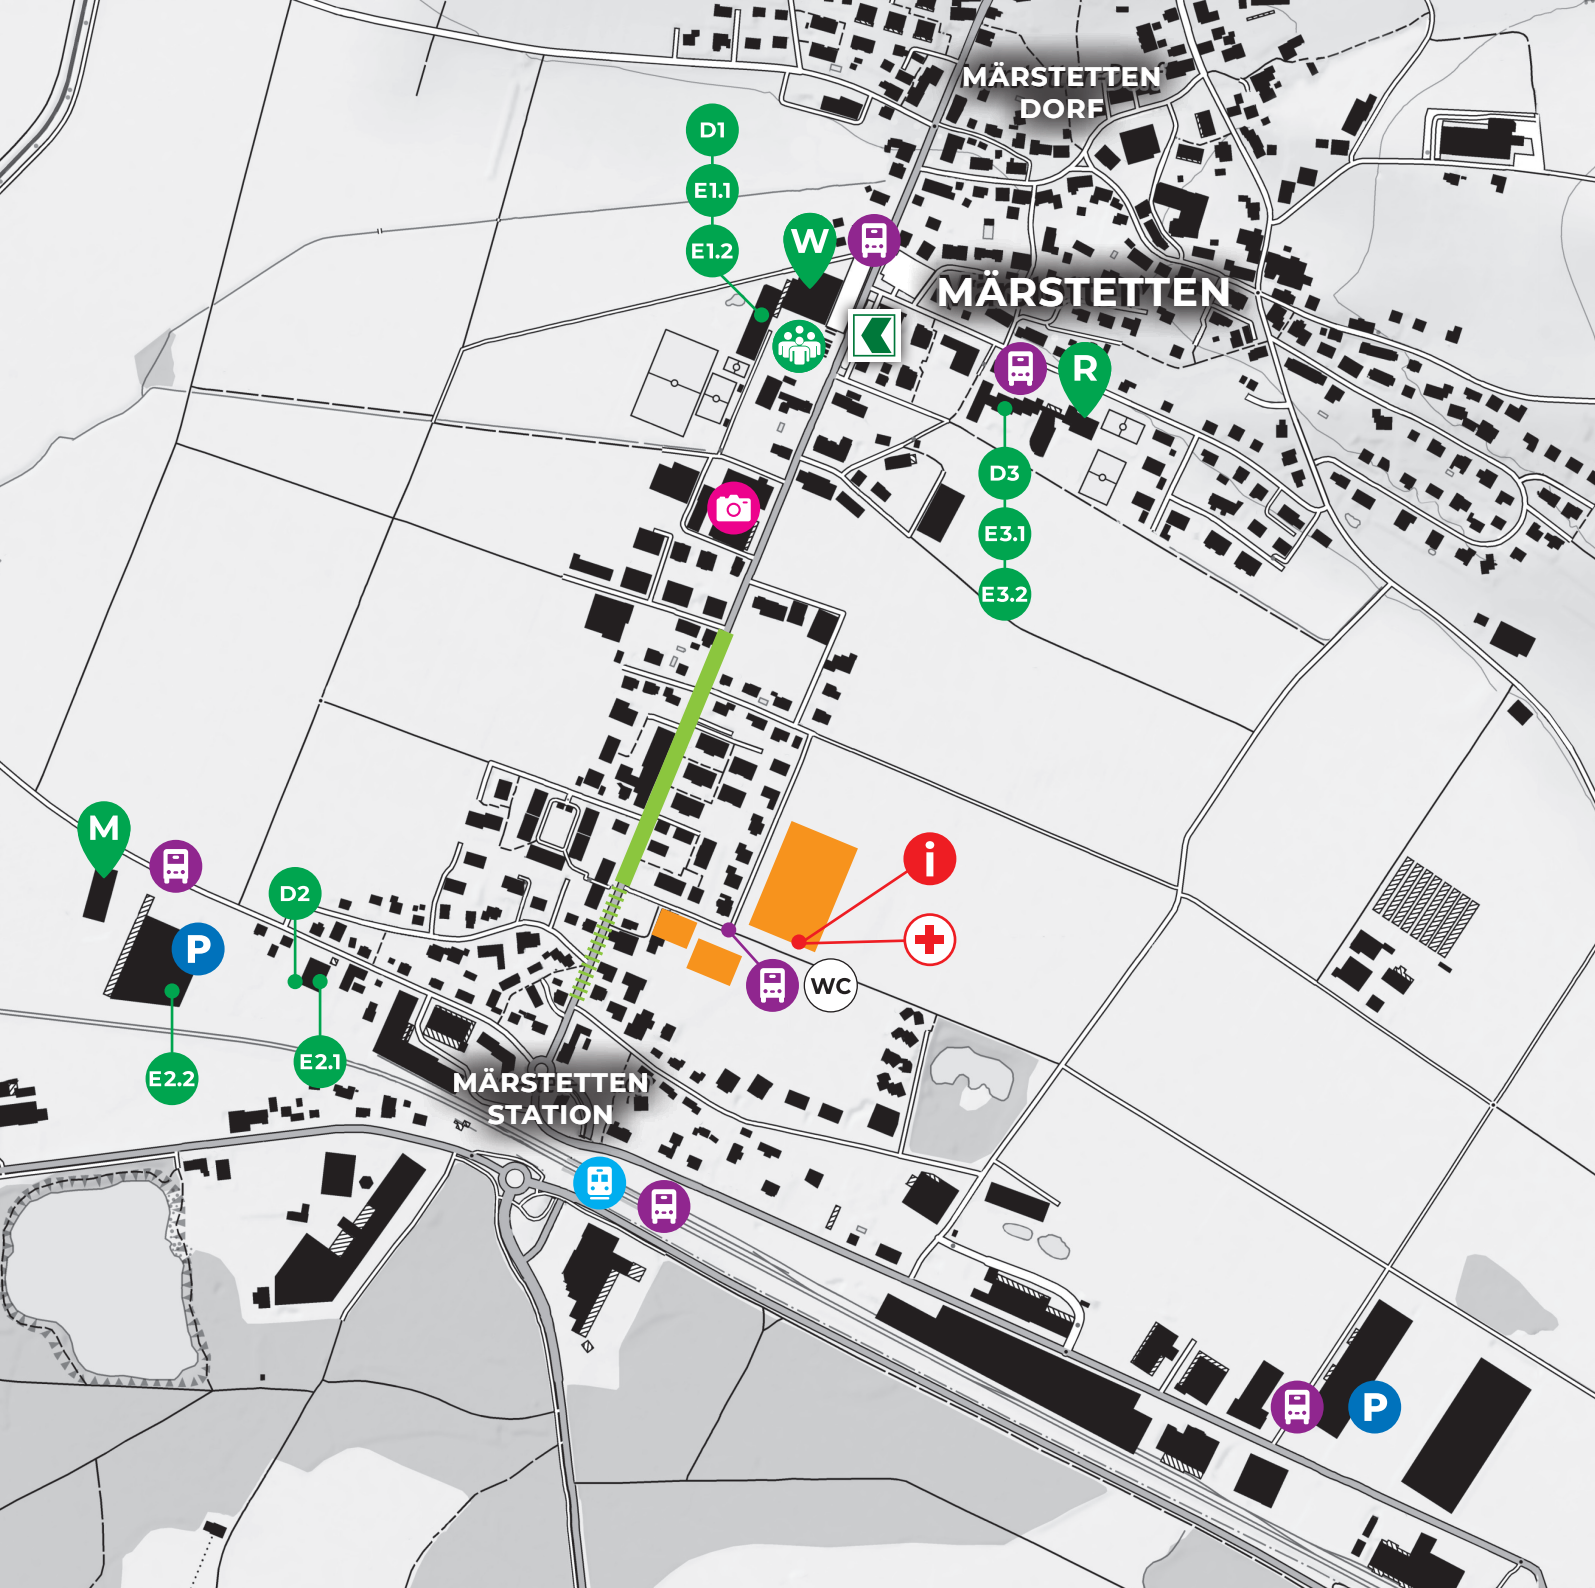 MÄRSTETTEN
DORF
D1
E1.1
E1.2
W
MÄRSTETTEN
R
D3
E3.1
E3.2
M
D2
P
i
WC
E2.1
E2.2
MÄRSTETTEN
STATION
P